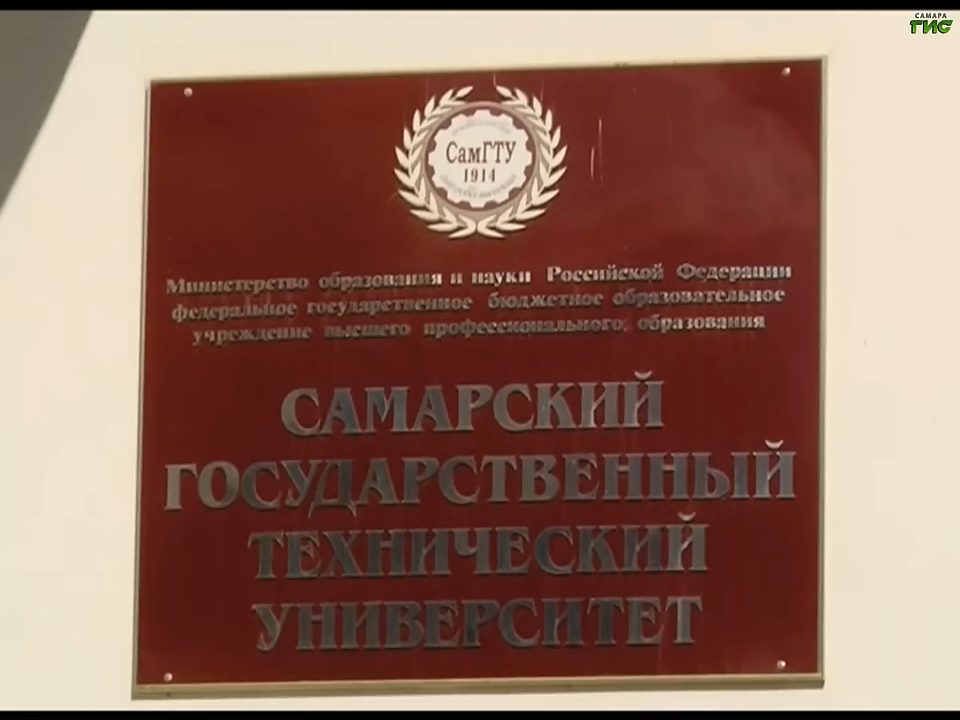 САМАРА
ГИС
СамГТУ
1914
Министерство образования и науки Российской Федерации
федеральное государственное бюджетное образовательное
учреждение высшего профессионального образования
САМАРСКИЙ
ГОСУДАРСТВЕННЫЙ
ТЕХНИЧЕСКИЙ
УНИВЕРСИТЕТ